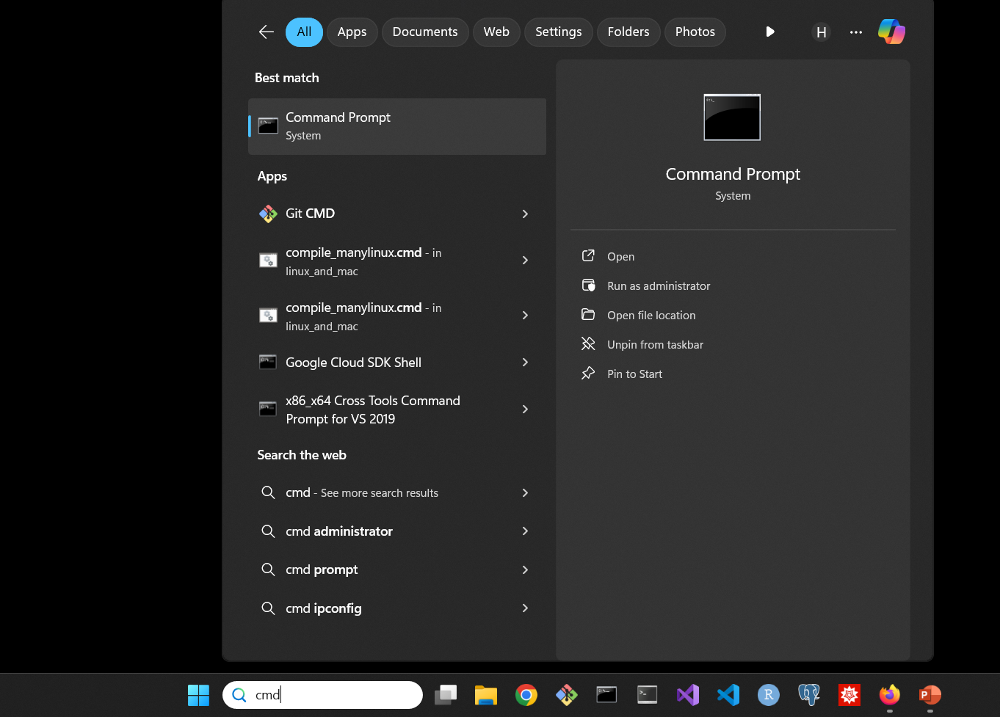 All Apps Documents Web Settings Folders Photos H
Best match
Command Prompt
System
Apps
Git CMD
compile_manylinux.cmd - in
linux_and_mac
compile_manylinux.cmd - in
linux_and_mac
Google Cloud SDK Shell
x86_x64 Cross Tools Command
Prompt for VS 2019
Search the web
cmd - See more search results
cmd administrator
cmd prompt
cmd ipconfig
Command Prompt
System
Open
Run as administrator
Open file location
Unpin from taskbar
Pin to Start
cmd
R
P